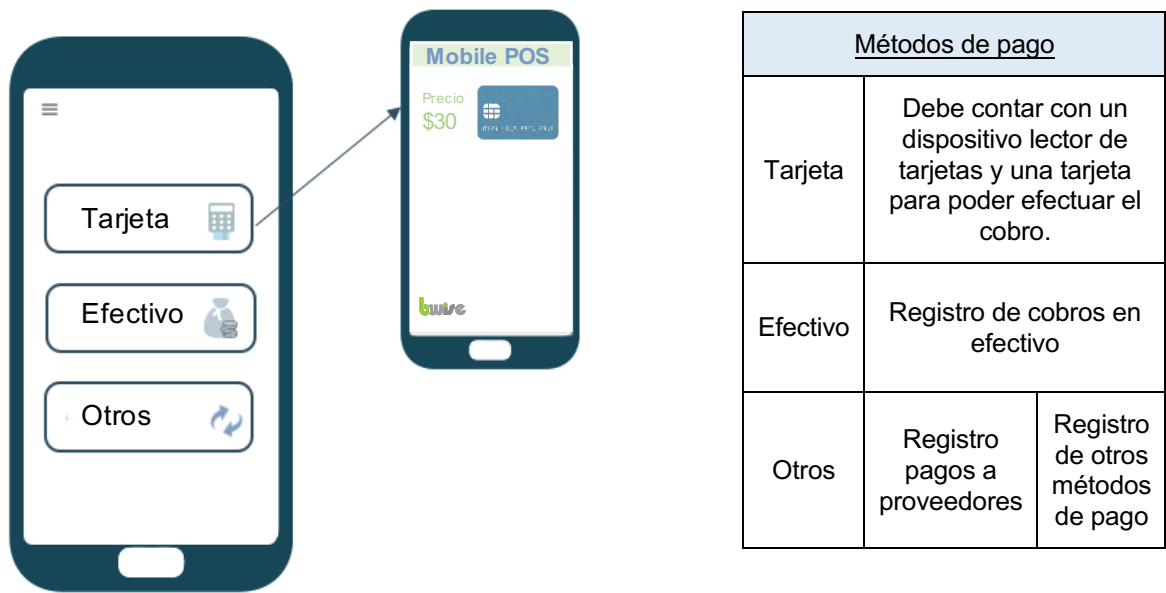 Tarjeta
Efectivo
Otros
Mobile POS
Precio
$30
bwise
Métodos de pago
Tarjeta
Debe contar con un
dispositivo lector de
tarjetas y una tarjeta
para poder efectuar el
cobro.
Efectivo
Registro de cobros en
efectivo
Otros
Registro
pagos a
proveedores
Registro
de otros
métodos
de pago